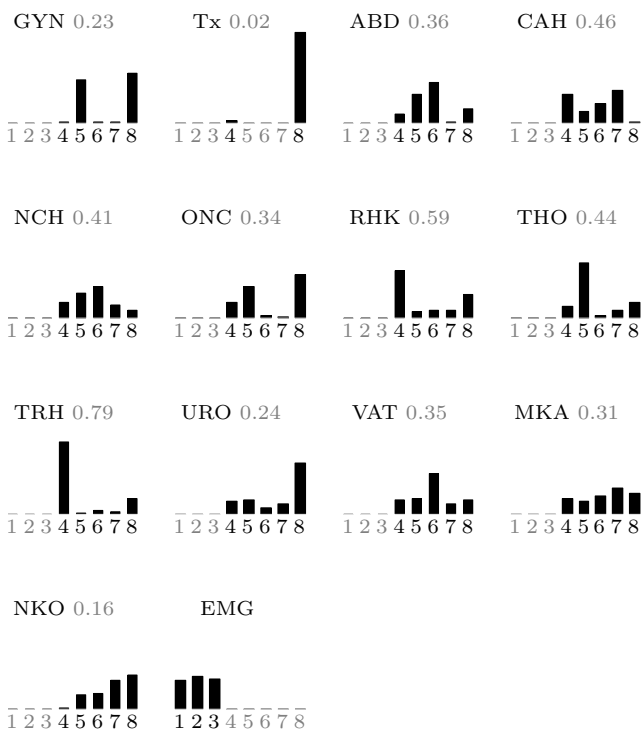 GYN 0.23 Tx 0.02 ABD 0.36 CAH 0.46
1 2 3 4 5 6 7 8 1 2 3 4 5 6 7 8 1 2 3 4 5 6 7 8 1 2 3 4 5 6 7 8
NCH 0.41 ONC 0.34 RHK 0.59 THO 0.44
1 2 3 4 5 6 7 8 1 2 3 4 5 6 7 8 1 2 3 4 5 6 7 8 1 2 3 4 5 6 7 8
TRH 0.79 URO 0.24 VAT 0.35 MKA 0.31
1 2 3 4 5 6 7 8 1 2 3 4 5 6 7 8 1 2 3 4 5 6 7 8 1 2 3 4 5 6 7 8
NKO 0.16 EMG
1 2 3 4 5 6 7 8 1 2 3 4 5 6 7 8